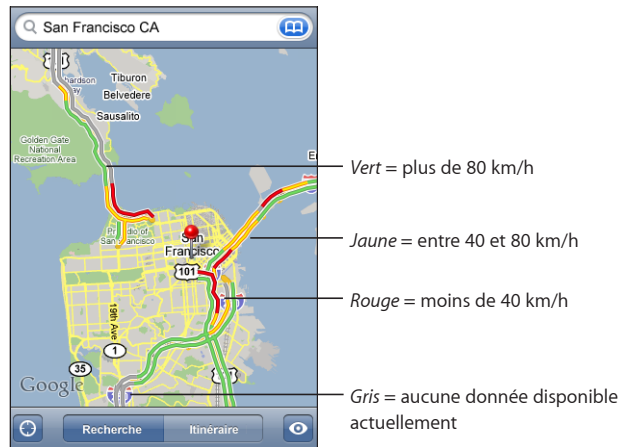 San Francisco CA
Tiburon
Belvedere
Sausalito
Golden Gate
National
Recreation Area
Vert = plus de 80 km/h
San
Francisco
Jaune = entre 40 et 80 km/h
101
Rouge = moins de 40 km/h
19th Ave
1
35
Google
Gris = aucune donnée disponible
actuellement
Recherche
Itinéraire